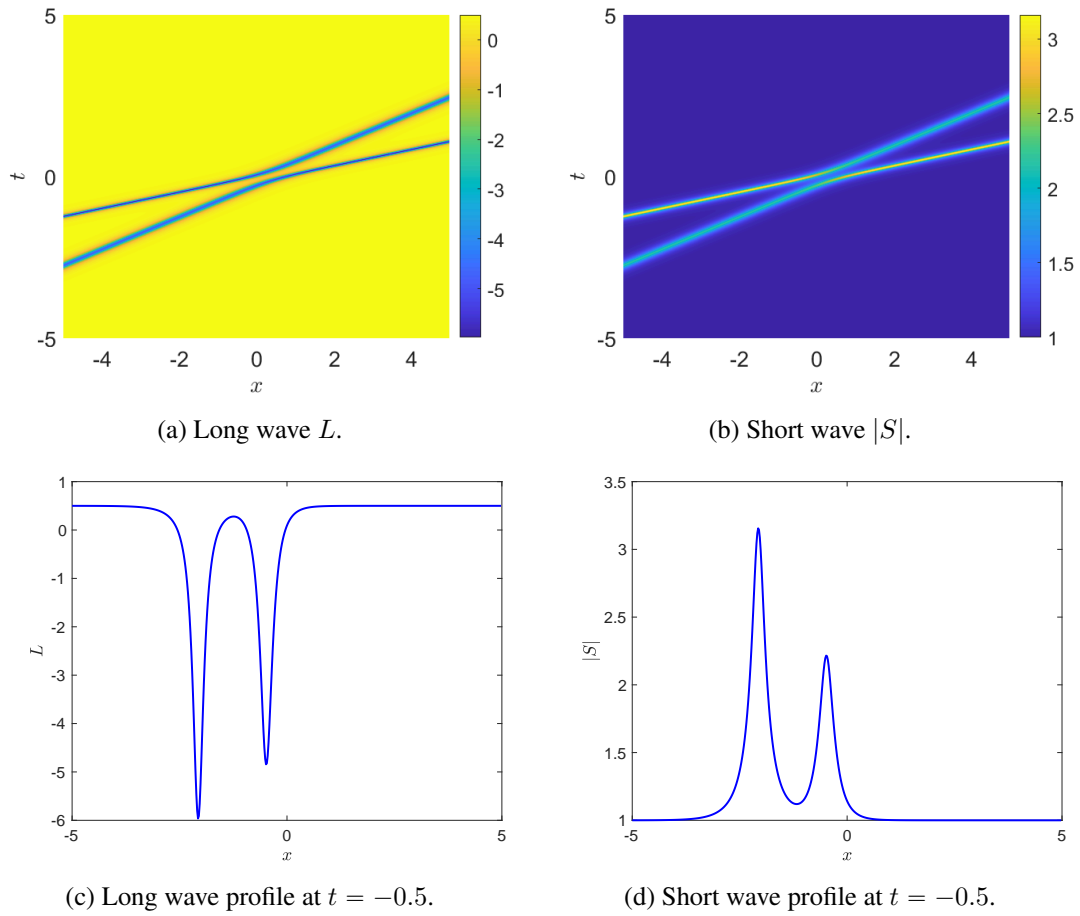 5
0
-5
t
-4 -2 0 2 4
x
0
-1
-2
-3
-4
-5
(a) Long wave L.
5
0
-5
t
-4 -2 0 2 4
x
3
2.5
2
1.5
1
(b) Short wave |S|.
1
0
-1
-2
-3
-4
-5
-6
L
-5 0 5
x
(c) Long wave profile at t = −0.5.
3.5
3
2.5
2
1.5
1
|S|
-5 0 5
x
(d) Short wave profile at t = −0.5.